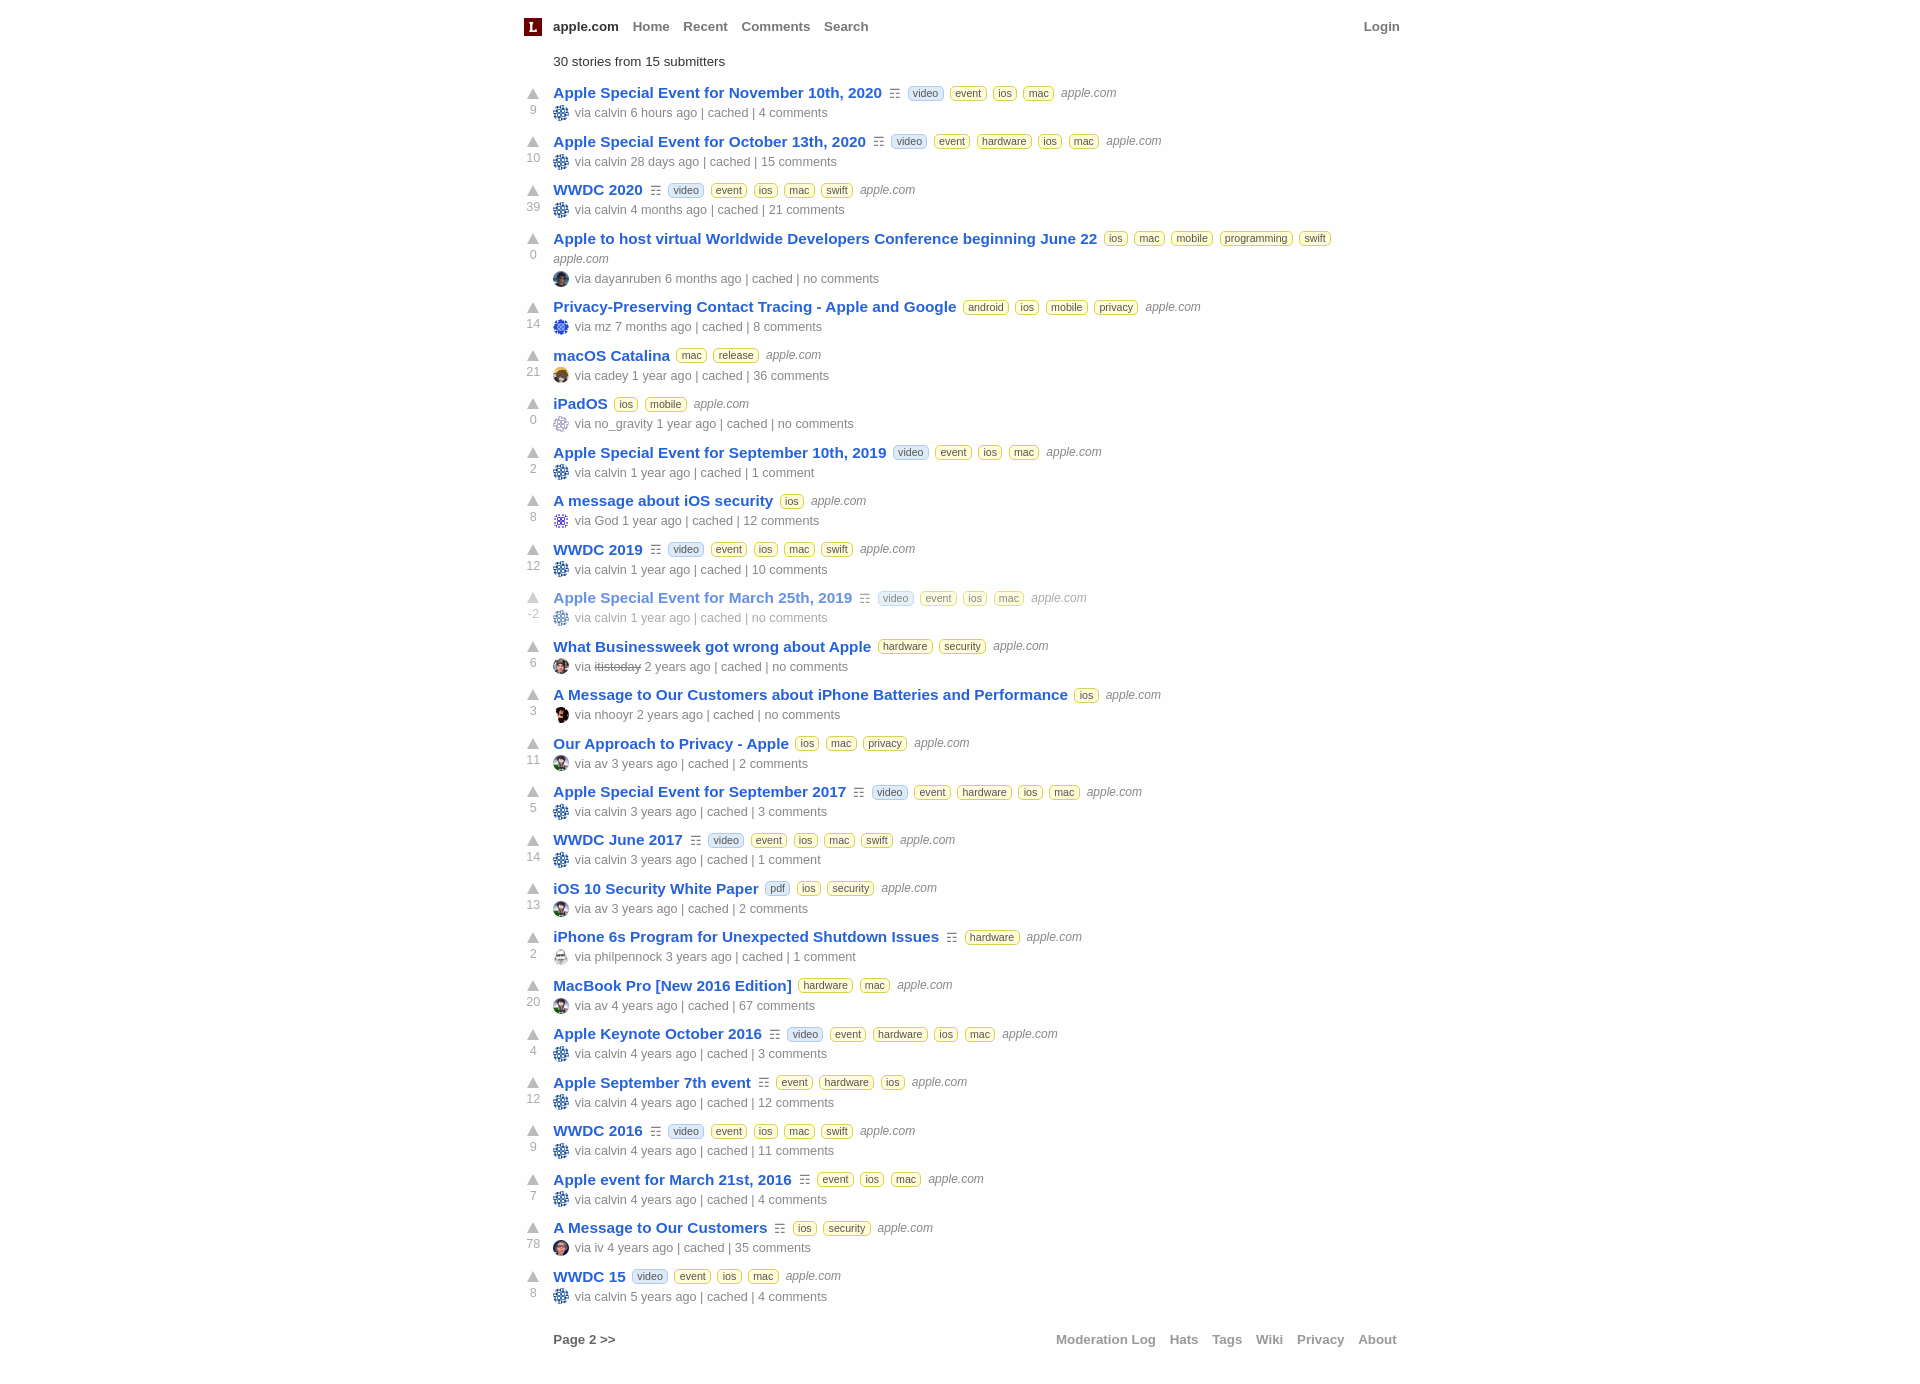 L apple.com Home Recent Comments Search Login
30 stories from 15 submitters
Apple Special Event for November 10th, 2020 ☶ video event ios mac apple.com
9 via calvin 6 hours ago | cached | 4 comments
Apple Special Event for October 13th, 2020 ☶ video event hardware ios mac apple.com
10 via calvin 28 days ago | cached | 15 comments
WWDC 2020 ☶ video event ios mac swift apple.com
39 via calvin 4 months ago | cached | 21 comments
Apple to host virtual Worldwide Developers Conference beginning June 22 ios mac mobile programming swift
0 apple.com
via dayanruben 6 months ago | cached | no comments
Privacy-Preserving Contact Tracing - Apple and Google android ios mobile privacy apple.com
14 via mz 7 months ago | cached | 8 comments
macOS Catalina mac release apple.com
21 via cadey 1 year ago | cached | 36 comments
iPadOS ios mobile apple.com
0 via no_gravity 1 year ago | cached | no comments
Apple Special Event for September 10th, 2019 video event ios mac apple.com
2 via calvin 1 year ago | cached | 1 comment
A message about iOS security ios apple.com
8 via God 1 year ago | cached | 12 comments
WWDC 2019 ☶ video event ios mac swift apple.com
12 via calvin 1 year ago | cached | 10 comments
Apple Special Event for March 25th, 2019 ☶ video event ios mac apple.com
-2 via calvin 1 year ago | cached | no comments
What Businessweek got wrong about Apple hardware security apple.com
6 via itistoday 2 years ago | cached | no comments
A Message to Our Customers about iPhone Batteries and Performance ios apple.com
3 via nhooyr 2 years ago | cached | no comments
Our Approach to Privacy - Apple ios mac privacy apple.com
11 via av 3 years ago | cached | 2 comments
Apple Special Event for September 2017 ☶ video event hardware ios mac apple.com
5 via calvin 3 years ago | cached | 3 comments
WWDC June 2017 ☶ video event ios mac swift apple.com
14 via calvin 3 years ago | cached | 1 comment
iOS 10 Security White Paper pdf ios security apple.com
13 via av 3 years ago | cached | 2 comments
iPhone 6s Program for Unexpected Shutdown Issues ☶ hardware apple.com
2 via philpennock 3 years ago | cached | 1 comment
MacBook Pro [New 2016 Edition] hardware mac apple.com
20 via av 4 years ago | cached | 67 comments
Apple Keynote October 2016 ☶ video event hardware ios mac apple.com
4 via calvin 4 years ago | cached | 3 comments
Apple September 7th event ☶ event hardware ios apple.com
12 via calvin 4 years ago | cached | 12 comments
WWDC 2016 ☶ video event ios mac swift apple.com
9 via calvin 4 years ago | cached | 11 comments
Apple event for March 21st, 2016 ☶ event ios mac apple.com
7 via calvin 4 years ago | cached | 4 comments
A Message to Our Customers ☶ ios security apple.com
78 via iv 4 years ago | cached | 35 comments
WWDC 15 video event ios mac apple.com
8 via calvin 5 years ago | cached | 4 comments
Page 2 >> Moderation Log Hats Tags Wiki Privacy About